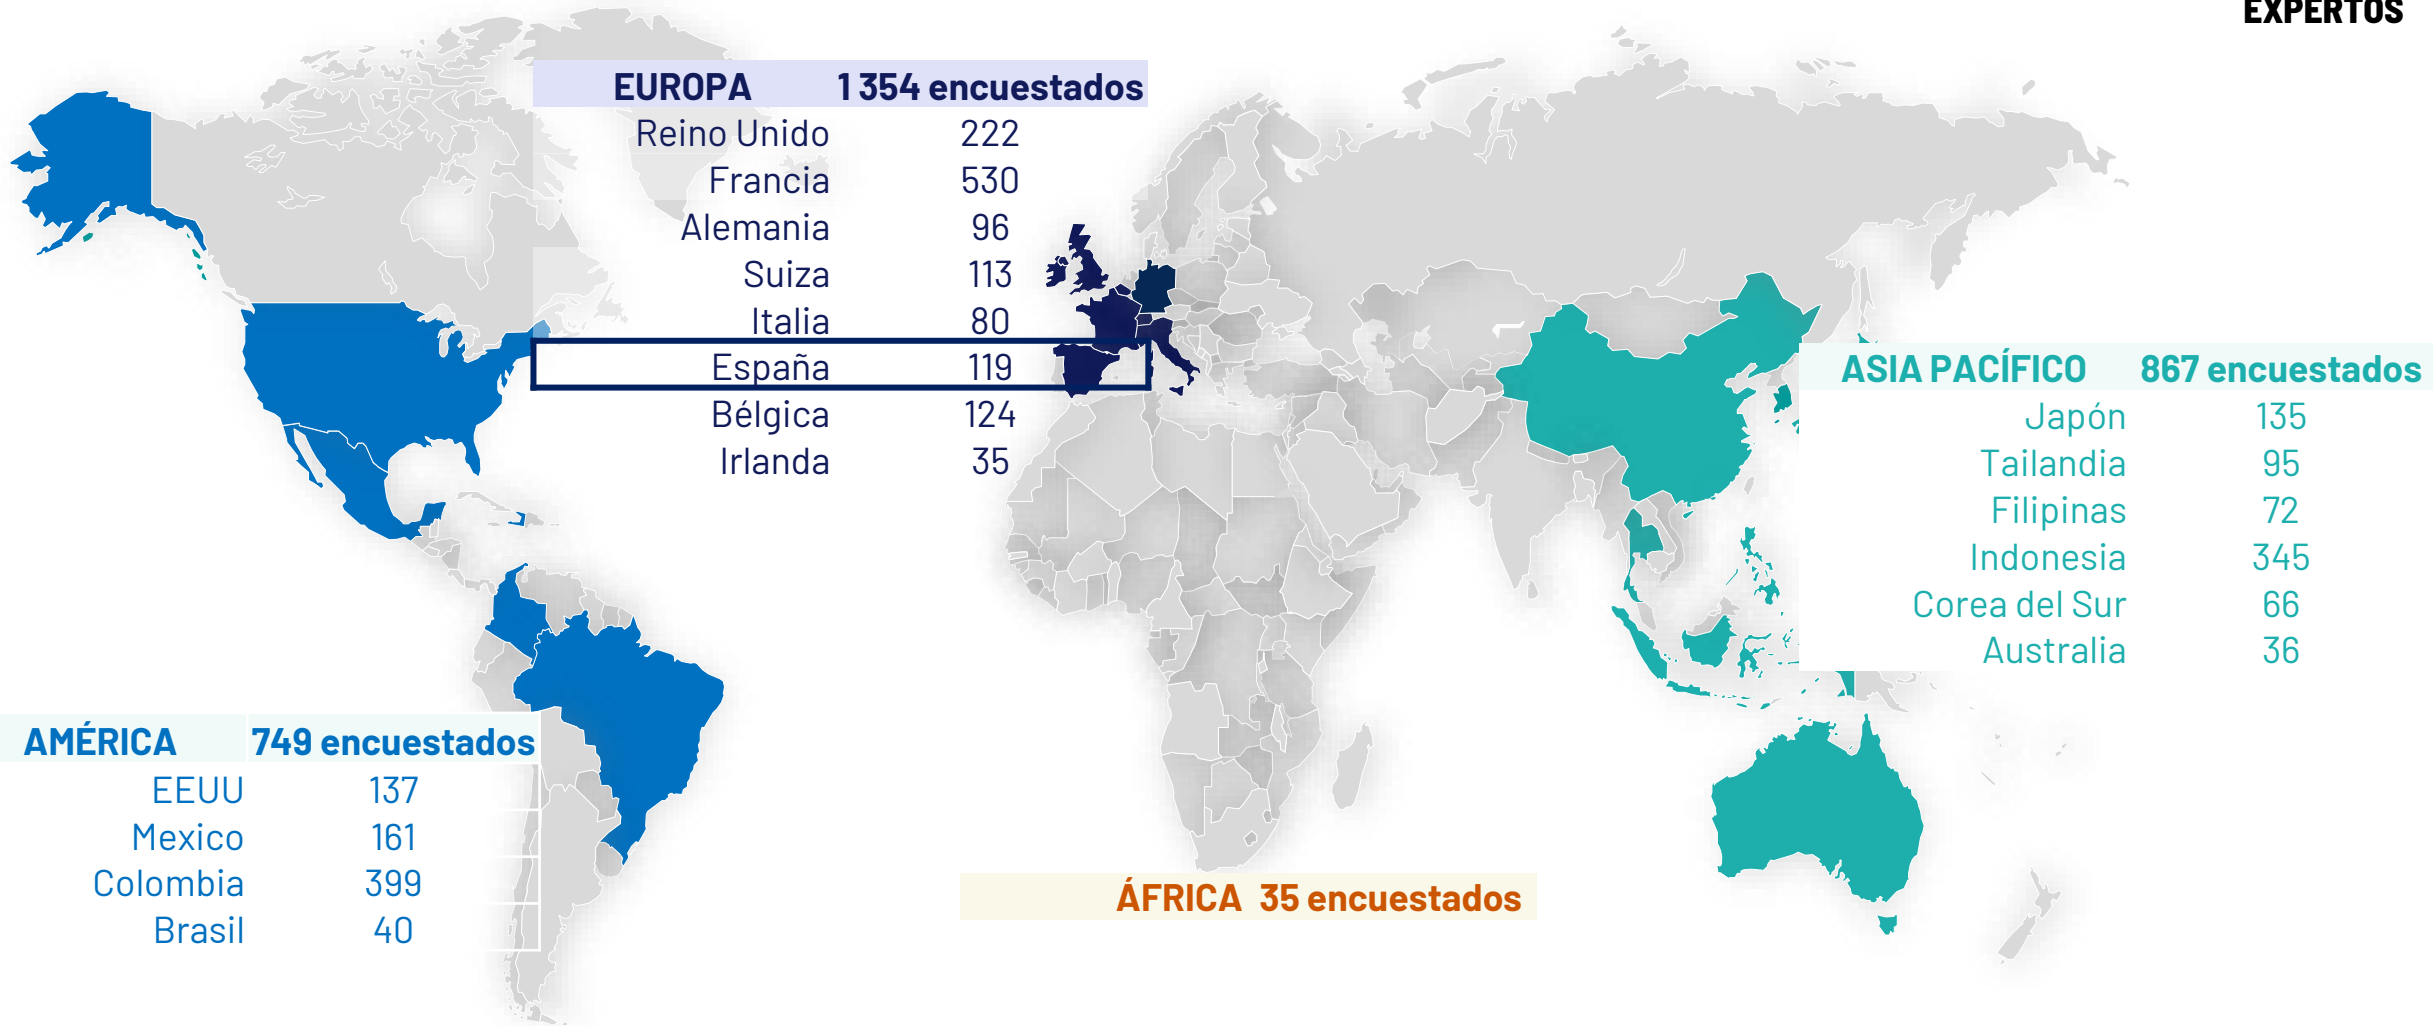 EXPERTOS
EUROPA 1 354 encuestados
Reino Unido 222
Francia 530
Alemania 96
Suiza 113
Italia 80
España 119
Bélgica 124
Irlanda 35
ASIA PACÍFICO 867 encuestados
Japón 135
Tailandia 95
Filipinas 72
Indonesia 345
Corea del Sur 66
Australia 36
AMÉRICA 749 encuestados
EEUU 137
Mexico 161
Colombia 399
Brasil 40
ÁFRICA 35 encuestados